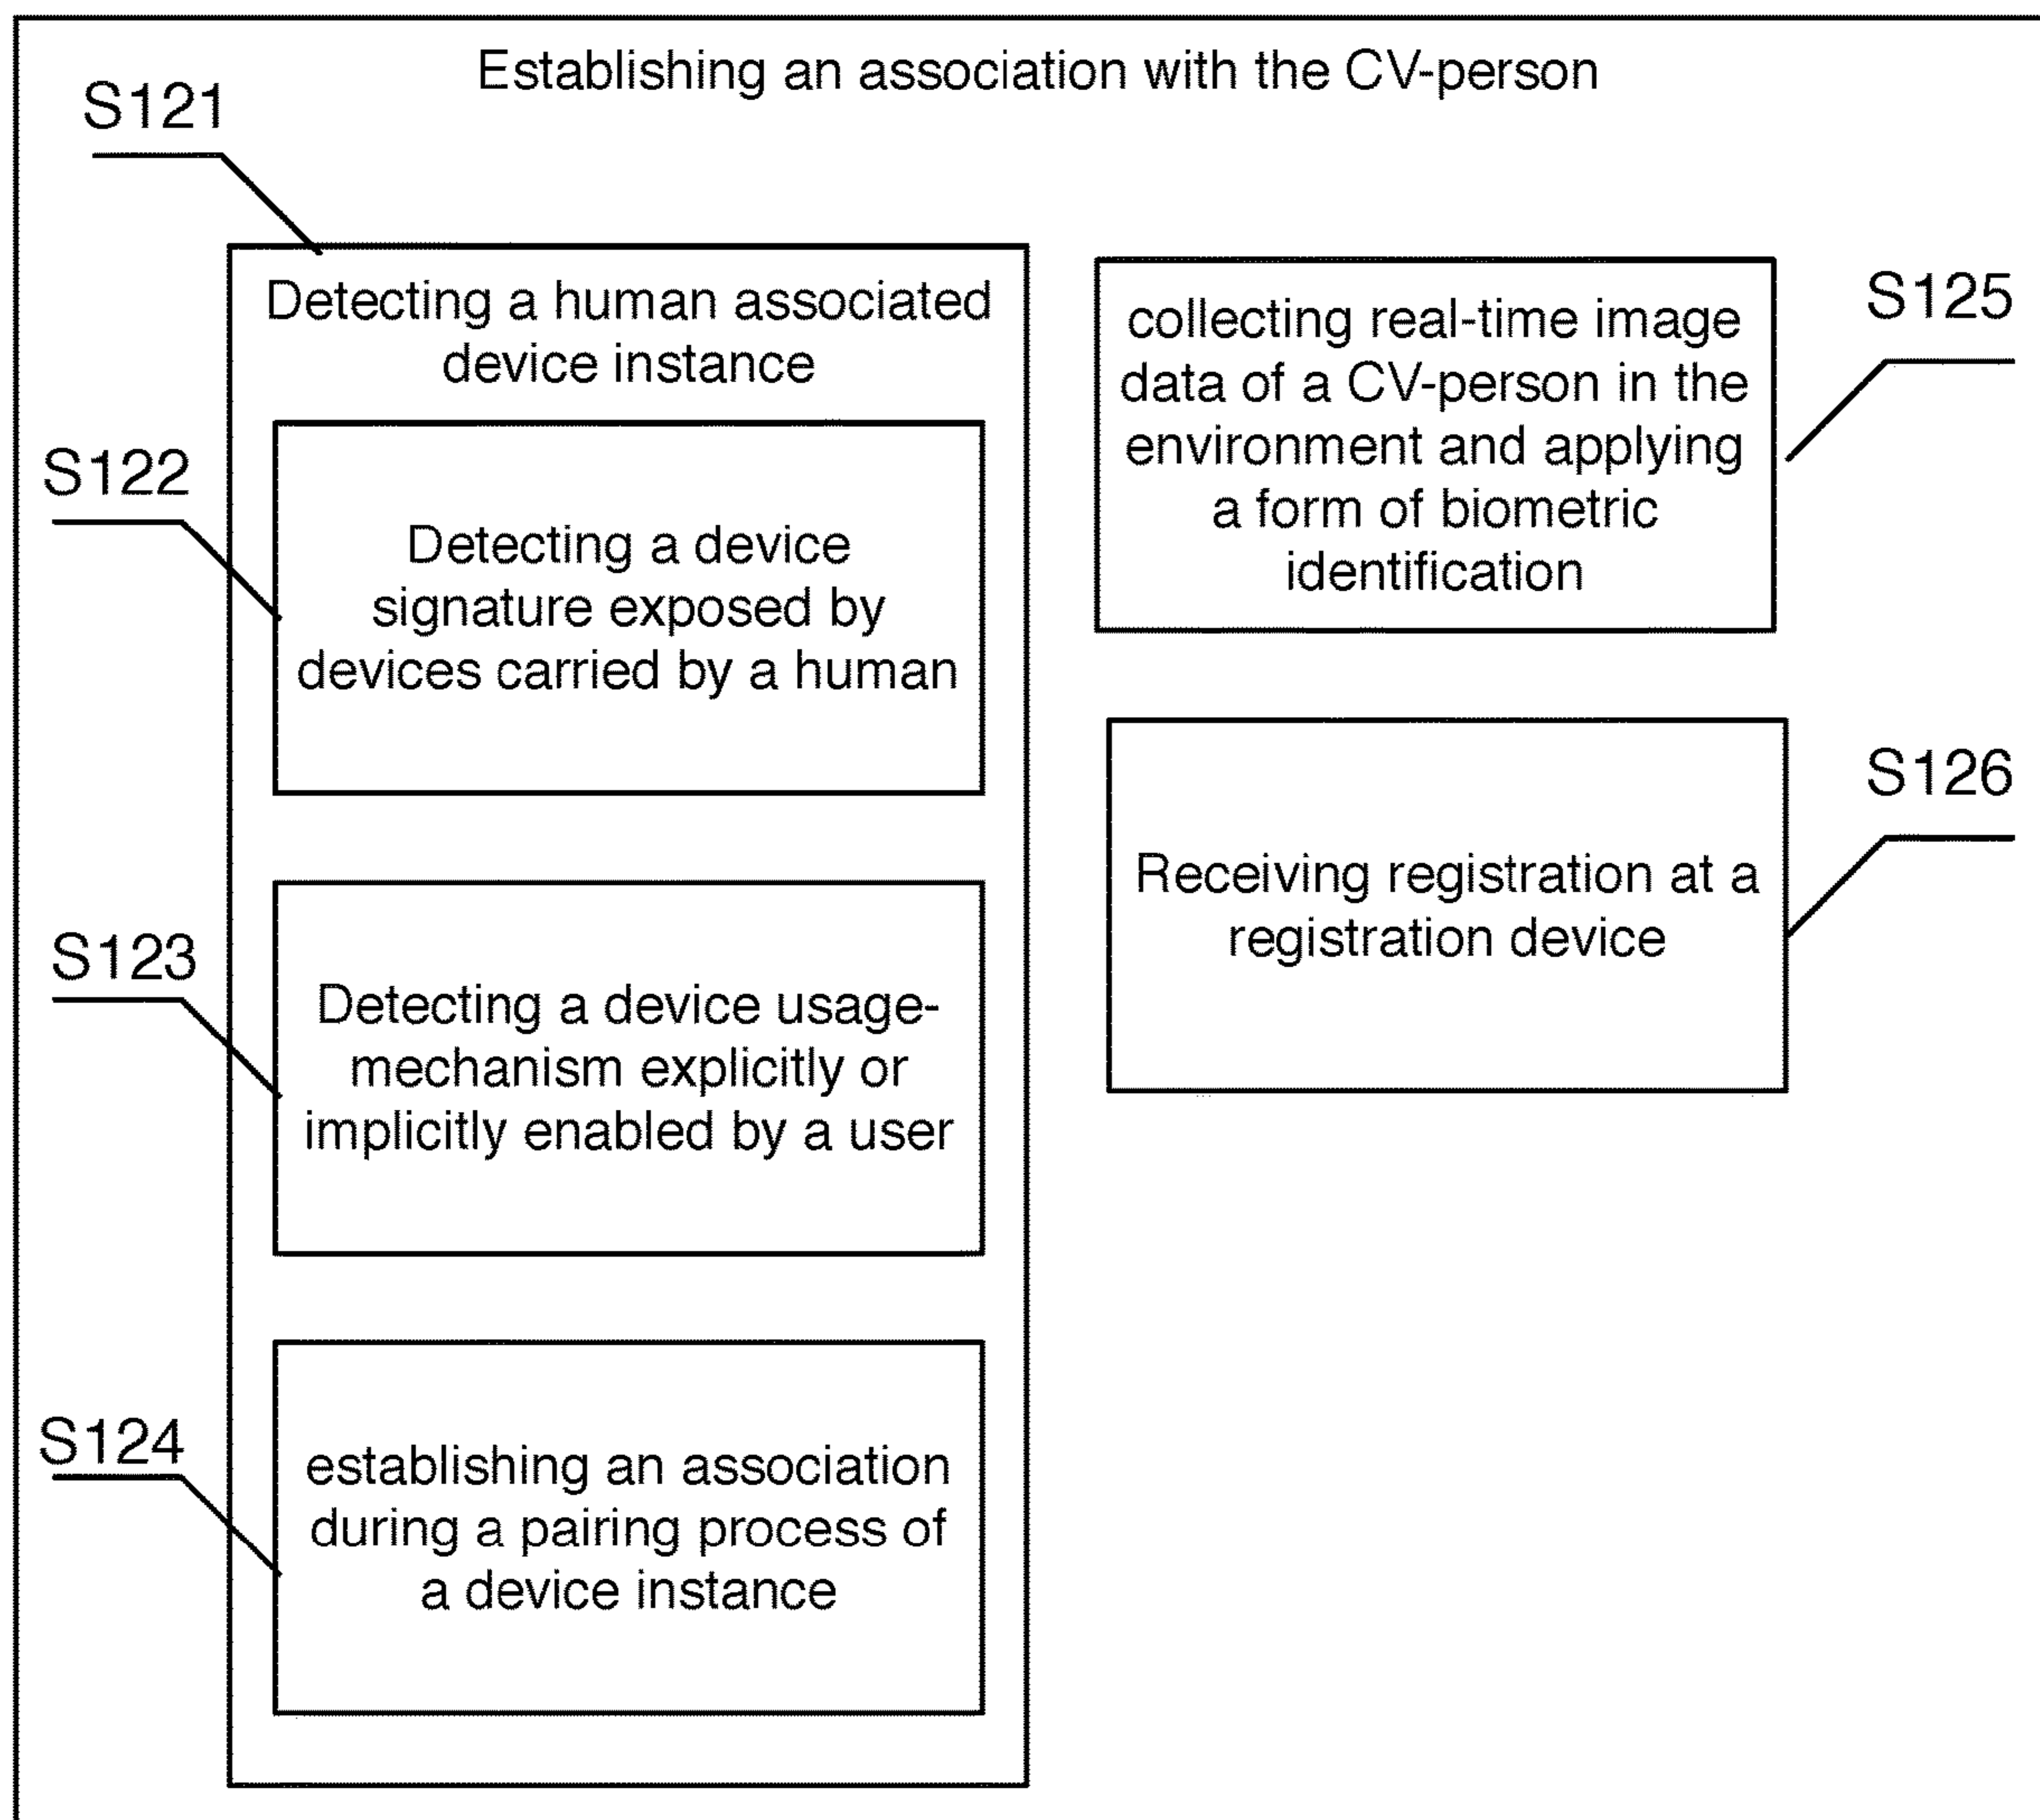 Establishing an association with the CV-person
S121
Detecting a human associated
device instance
S122
Detecting a device
signature exposed by
devices carried by a human
S123
Detecting a device usage-
mechanism explicitly or
implicitly enabled by a user
S124
establishing an association
during a pairing process of
a device instance
S125
collecting real-time image
data of a CV-person in the
environment and applying
a form of biometric
identification
S126
Receiving registration at a
registration device